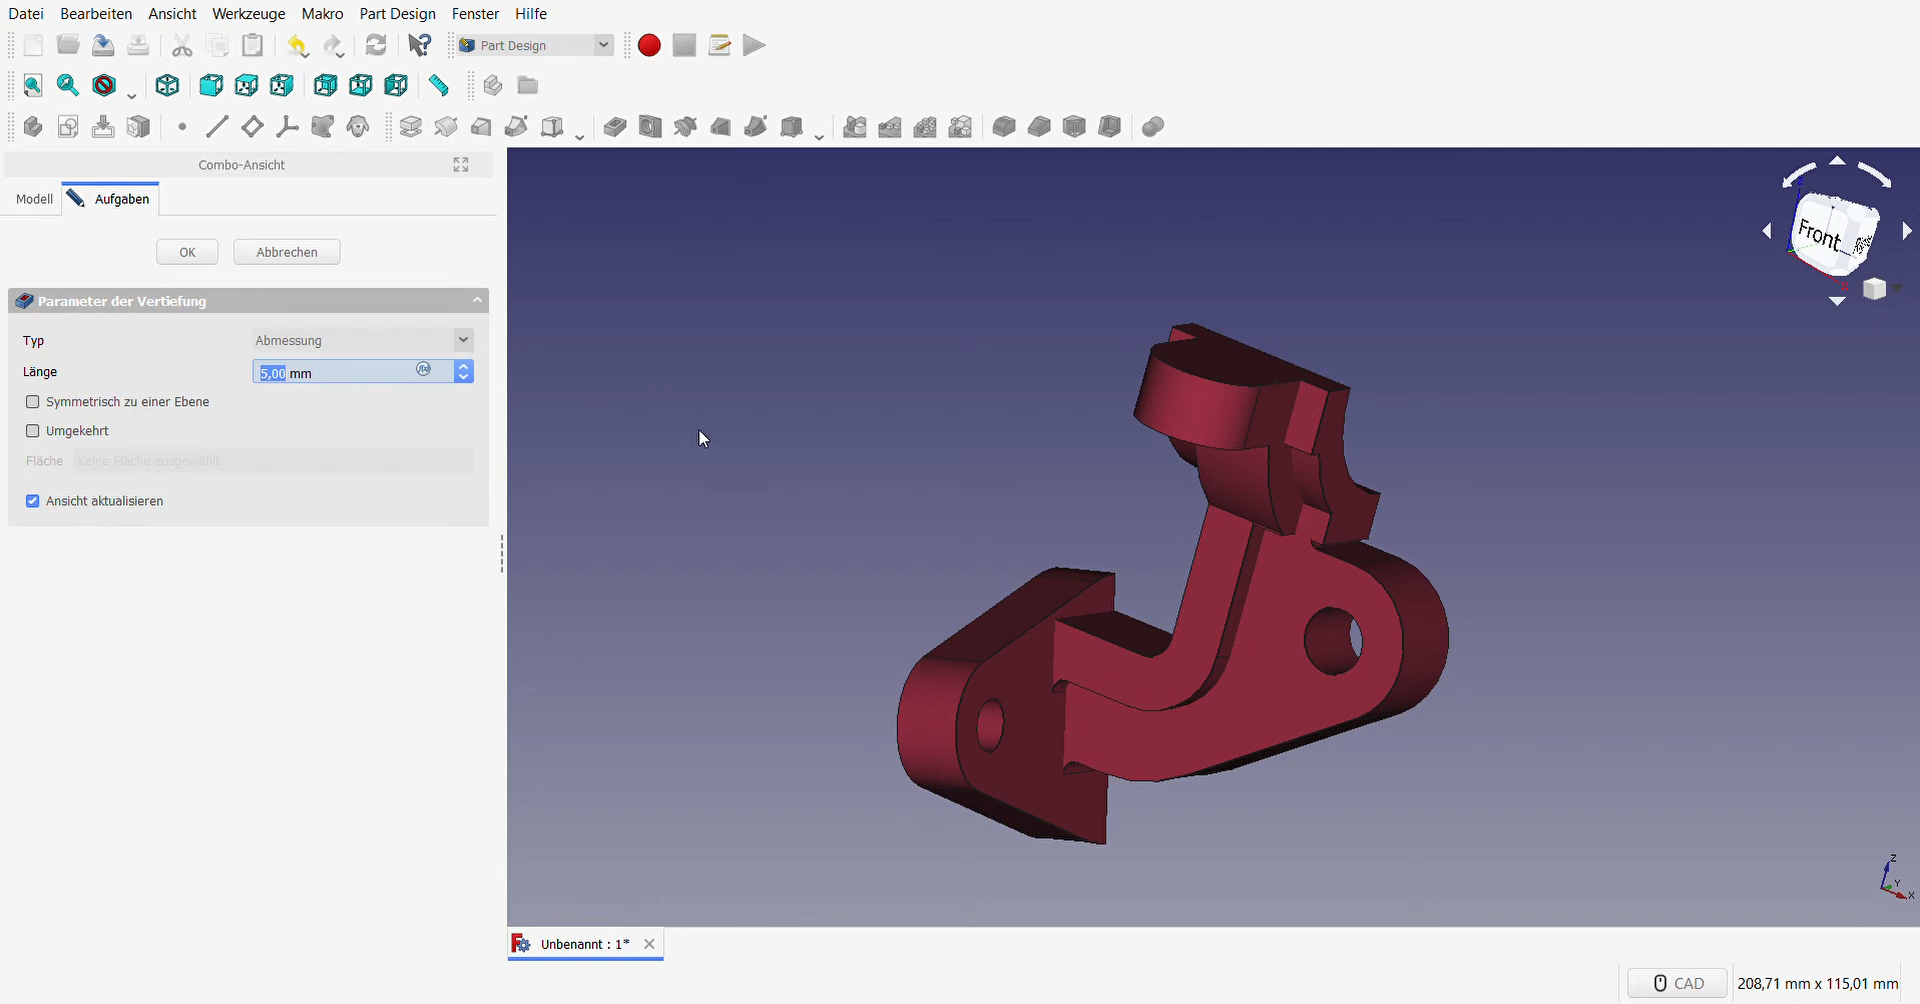 Datei Bearbeiten Ansicht Werkzeuge Makro Part Design Fenster Hilfe
Part Design
Combo-Ansicht
Modell Aufgaben
OK Abbrechen
Parameter der Vertiefung
Typ Abmessung
Länge 5,00 mm
Symmetrisch zu einer Ebene
Umgekehrt
Fläche Keine Fläche ausgewählt
Ansicht aktualisieren
Front
Z
Y
X
Unbenannt : 1*
CAD 208,71 mm x 115,01 mm